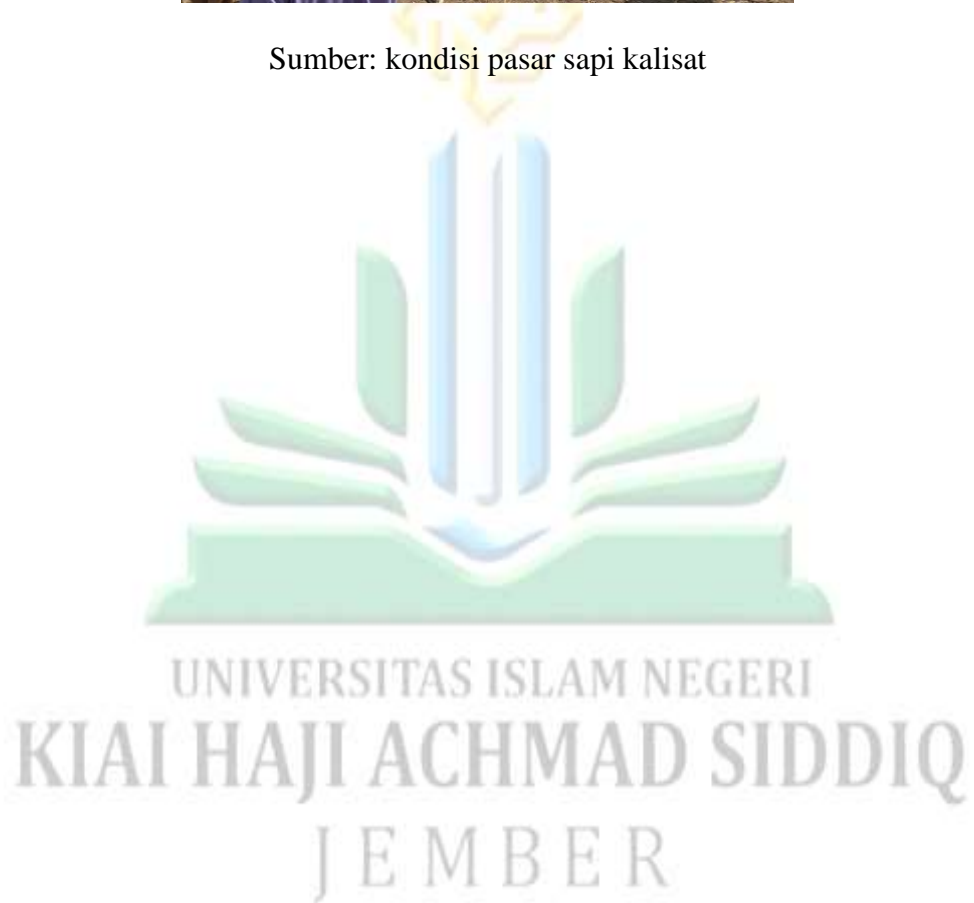 Sumber: kondisi pasar sapi kalisat
UNIVERSITAS ISLAM NEGERI
KIAI HAJI ACHMAD SIDDIQ
JEMBER